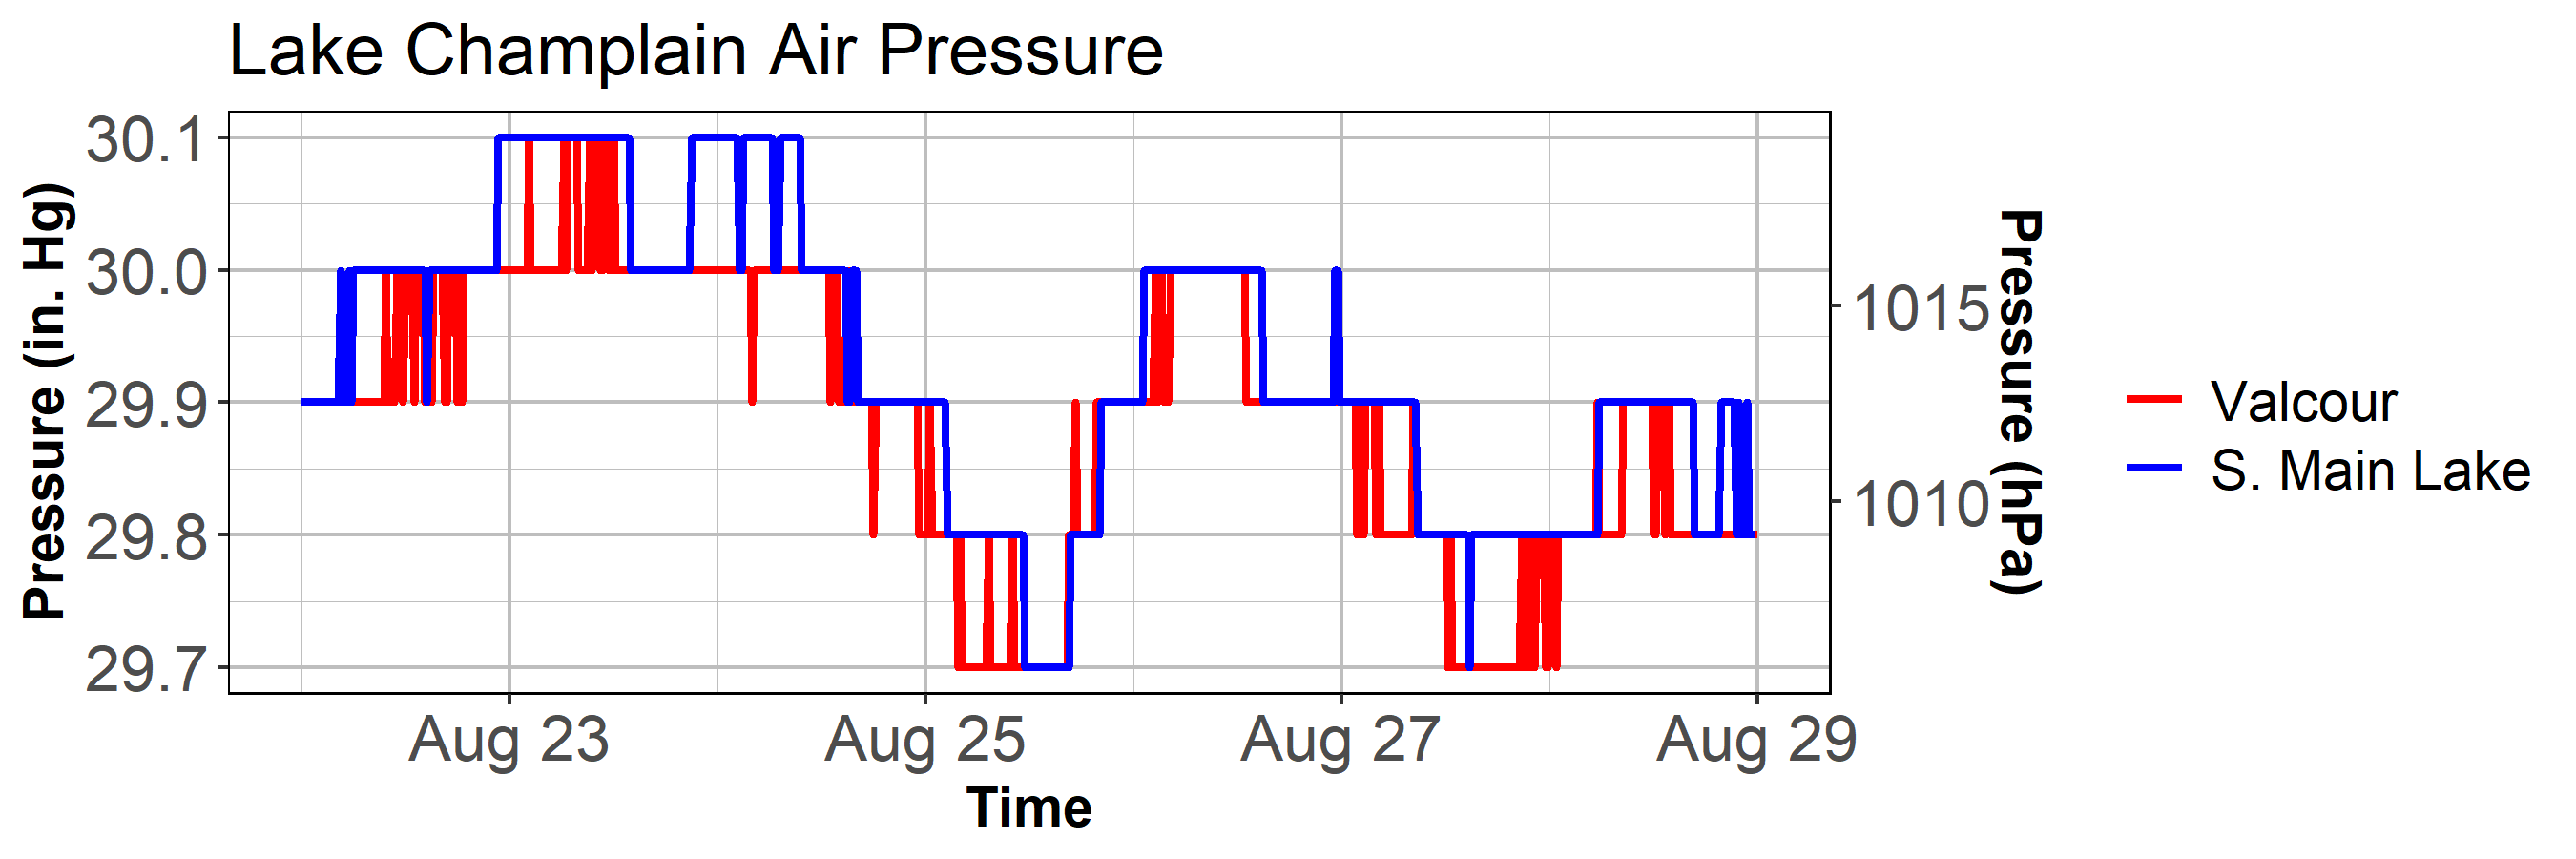 Lake Champlain Air Pressure
Pressure (in. Hg)
30.1
30.0
29.9
29.8
29.7
Aug 23
Aug 25
Aug 27
Aug 29
Time
1015
1010
Pressure (hPa)
Valcour
S. Main Lake